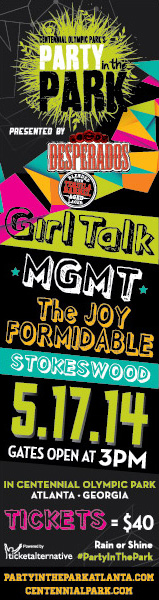 CENTENNIAL OLYMPIC PARK'S
PARTY
in the
PARK
PRESENTED BY
DESPERADOS
Girl Talk
MGMT
The JOY
FORMIDABLE
STOKESWOOD
5.17.14
GATES OPEN AT 3PM
IN CENTENNIAL OLYMPIC PARK
ATLANTA • GEORGIA
TICKETS = $40
Powered by
ticketalternative
Rain or Shine
#PartyInThePark
PARTYINTHEPARKATLANTA.COM
CENTENNIALPARK.COM